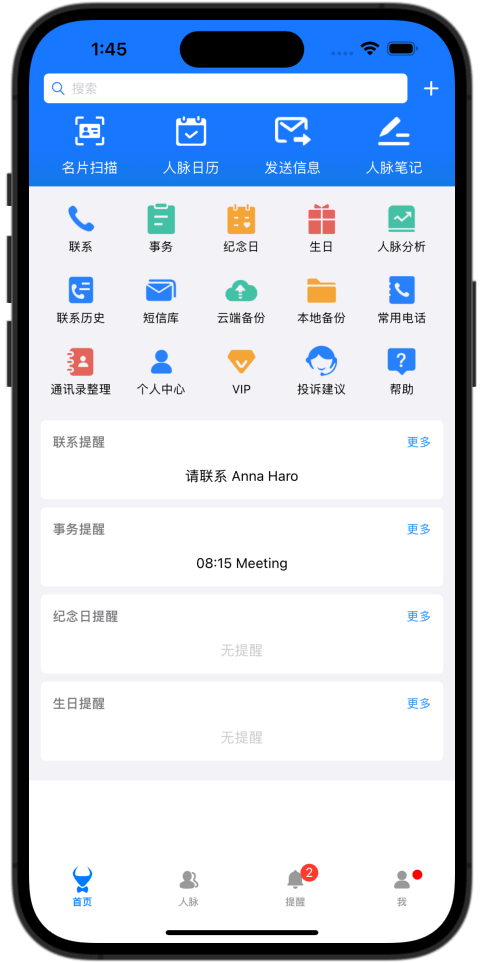 1:45
搜索
名片扫描 人脉日历 发送信息 人脉笔记
联系 事务 纪念日 生日 人脉分析
联系历史 短信库 云端备份 本地备份 常用电话
通讯录整理 个人中心 VIP 投诉建议 帮助
联系提醒 更多
请联系 Anna Haro
事务提醒 更多
08:15 Meeting
纪念日提醒 更多
无提醒
生日提醒 更多
无提醒
2
首页 人脉 提醒 我